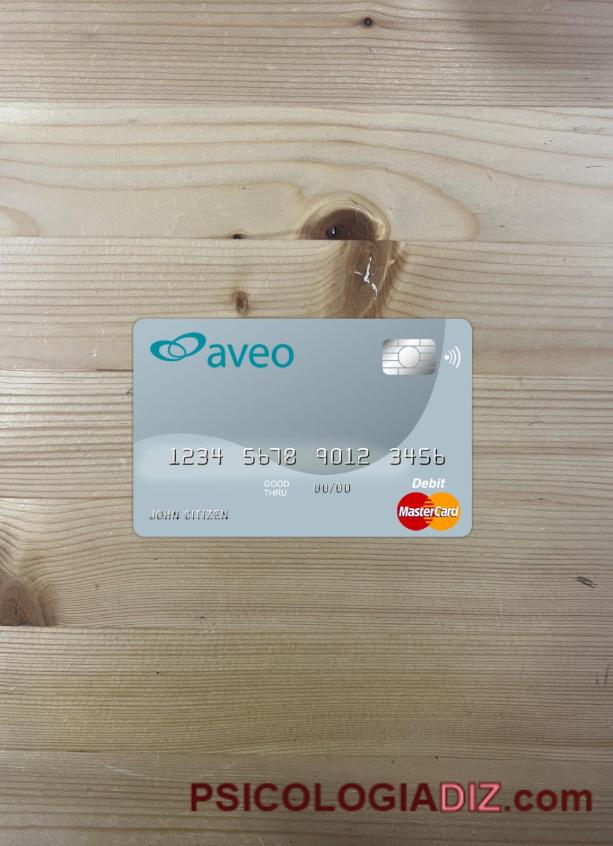 aveo
1234 5678 9012 3456
Debit
GOOD
THRU
00/00
MasterCard
JOHN CITIZEN
PSICOLOGIADIZ.com